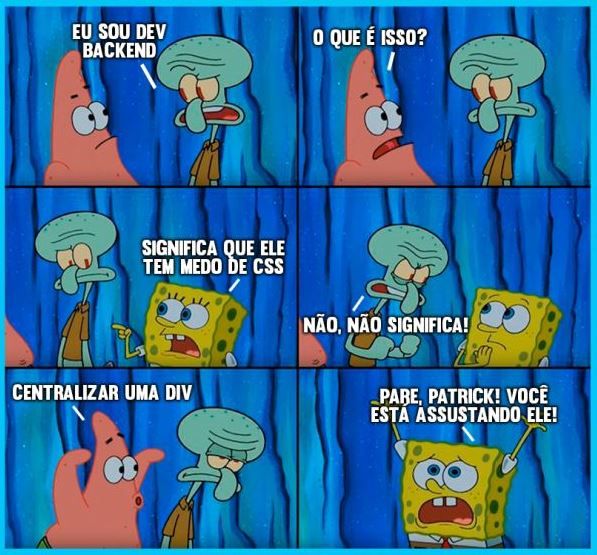 EU SOU DEV
BACKEND
O QUE É ISSO?
SIGNIFICA QUE ELE
TEM MEDO DE CSS
NÃO, NÃO SIGNIFICA!
CENTRALIZAR UMA DIV
PARE, PATRICK! VOCÊ
ESTÁ ASSUSTANDO ELE!